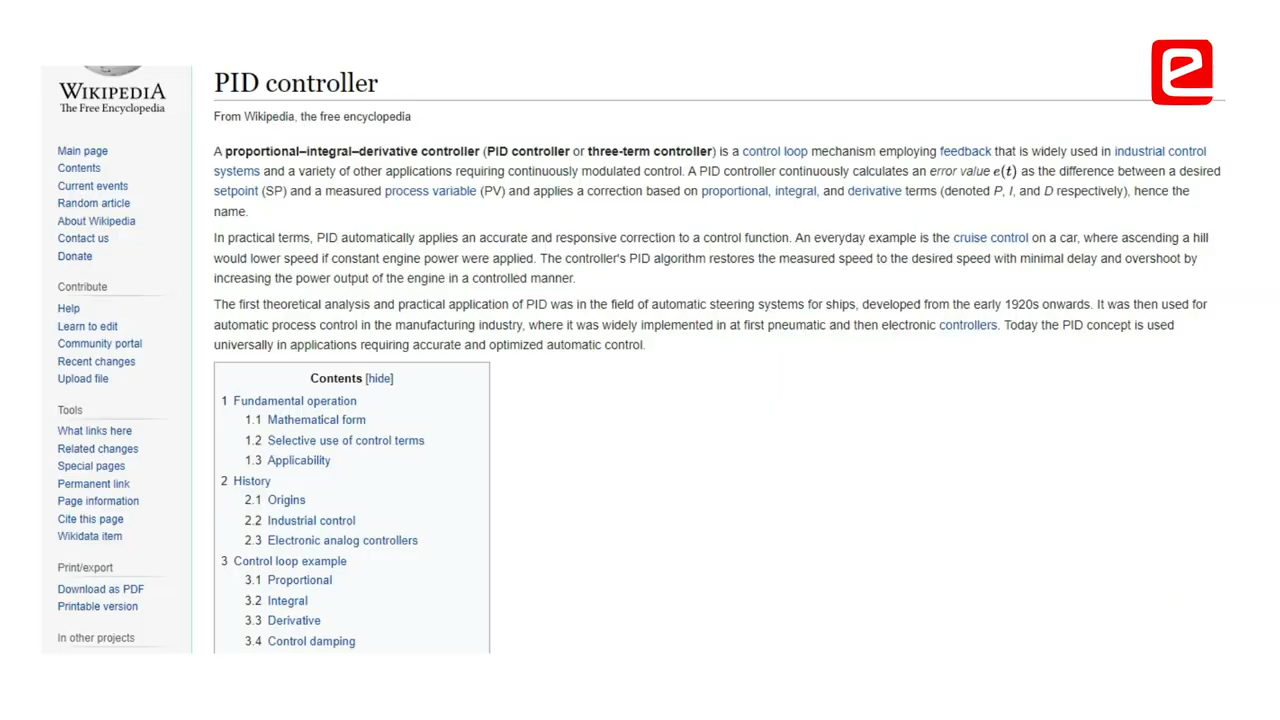 WIKIPEDIA
The Free Encyclopedia
Main page
Contents
Current events
Random article
About Wikipedia
Contact us
Donate
Contribute
Help
Learn to edit
Community portal
Recent changes
Upload file
Tools
What links here
Related changes
Special pages
Permanent link
Page information
Cite this page
Wikidata item
Print/export
Download as PDF
Printable version
In other projects
PID controller
From Wikipedia, the free encyclopedia
A proportional–integral–derivative controller (PID controller or three-term controller) is a control loop mechanism employing feedback that is widely used in industrial control
systems and a variety of other applications requiring continuously modulated control. A PID controller continuously calculates an error value e(t) as the difference between a desired
setpoint (SP) and a measured process variable (PV) and applies a correction based on proportional, integral, and derivative terms (denoted P, I, and D respectively), hence the
name.
In practical terms, PID automatically applies an accurate and responsive correction to a control function. An everyday example is the cruise control on a car, where ascending a hill
would lower speed if constant engine power were applied. The controller's PID algorithm restores the measured speed to the desired speed with minimal delay and overshoot by
increasing the power output of the engine in a controlled manner.
The first theoretical analysis and practical application of PID was in the field of automatic steering systems for ships, developed from the early 1920s onwards. It was then used for
automatic process control in the manufacturing industry, where it was widely implemented in at first pneumatic and then electronic controllers. Today the PID concept is used
universally in applications requiring accurate and optimized automatic control.
Contents [hide]
1 Fundamental operation
1.1 Mathematical form
1.2 Selective use of control terms
1.3 Applicability
2 History
2.1 Origins
2.2 Industrial control
2.3 Electronic analog controllers
3 Control loop example
3.1 Proportional
3.2 Integral
3.3 Derivative
3.4 Control damping
e